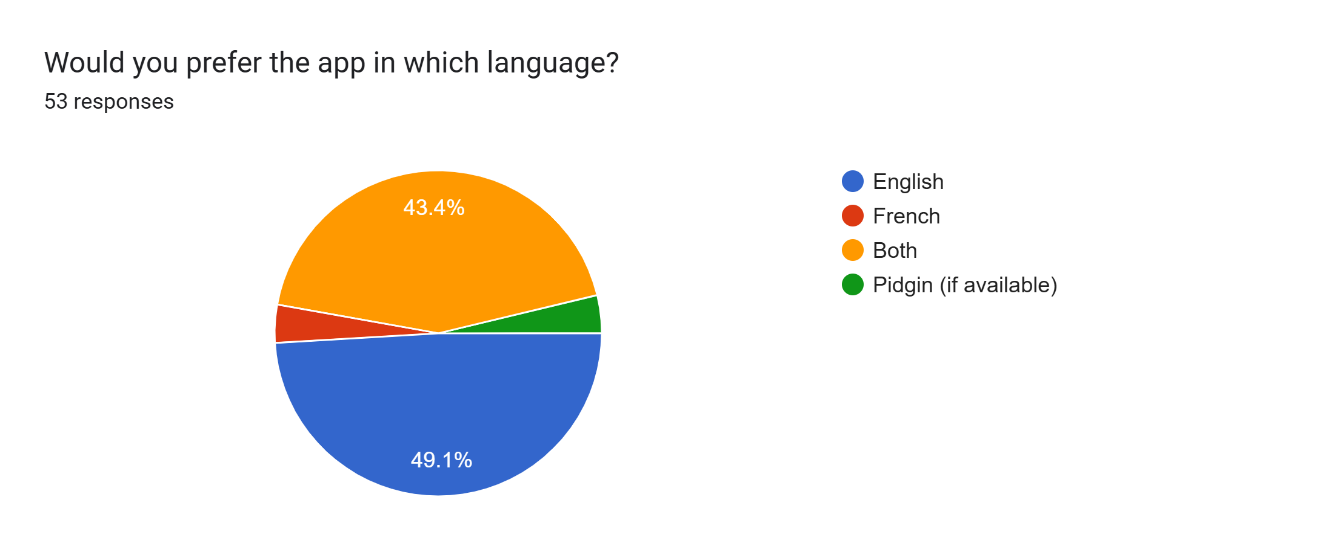 Would you prefer the app in which language?
53 responses
43.4%
49.1%
English
French
Both
Pidgin (if available)